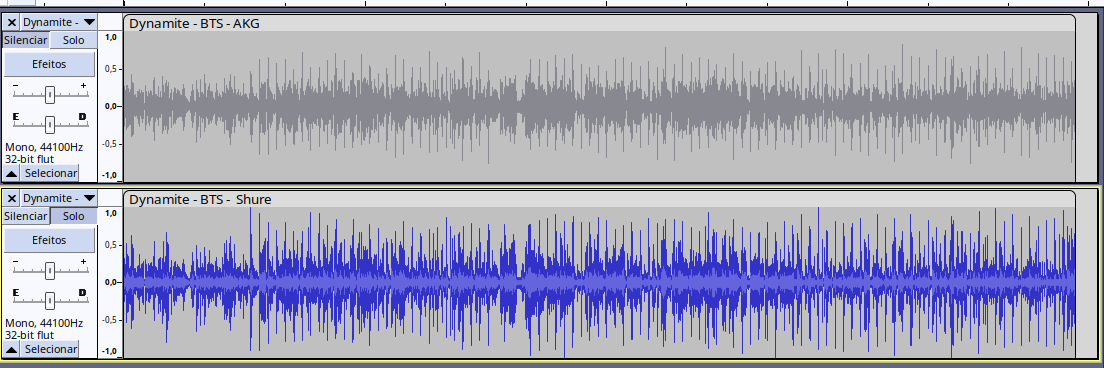 Dynamite - Dynamite - BTS - AKG
Silenciar Solo
Efeitos
- +
E D
Mono, 44100Hz
32-bit flut
Selecionar
1,0
0,5
0,0
-0,5
-1,0
Dynamite - Dynamite - BTS - Shure
Silenciar Solo
Efeitos
- +
E D
Mono, 44100Hz
32-bit flut
Selecionar
1,0
0,5
0,0
-0,5
-1,0